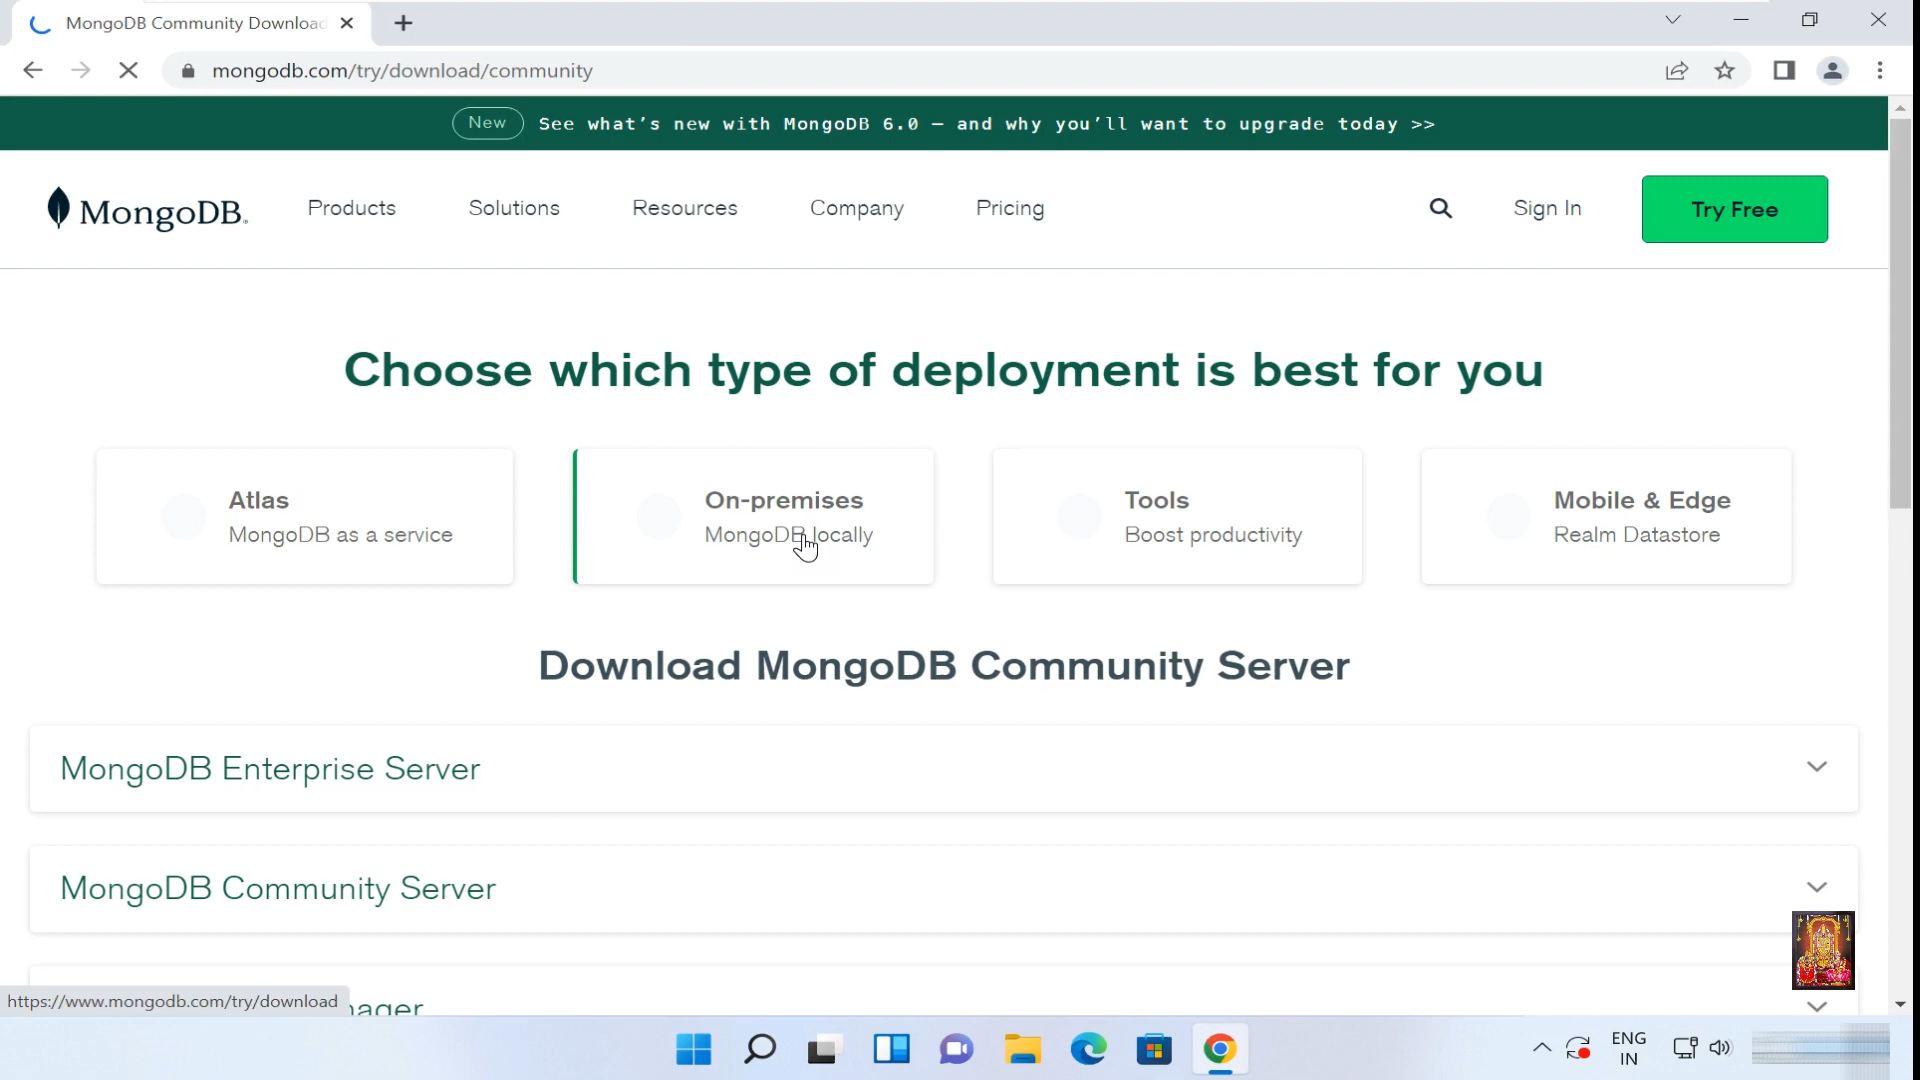 MongoDB Community Download
mongodb.com/try/download/community
New See what's new with MongoDB 6.0 — and why you'll want to upgrade today >>
MongoDB.
Products
Solutions
Resources
Company
Pricing
Sign In
Try Free
Choose which type of deployment is best for you
Atlas
MongoDB as a service
On-premises
MongoDB locally
Tools
Boost productivity
Mobile & Edge
Realm Datastore
Download MongoDB Community Server
MongoDB Enterprise Server
MongoDB Community Server
https://www.mongodb.com/try/download
ENG
IN